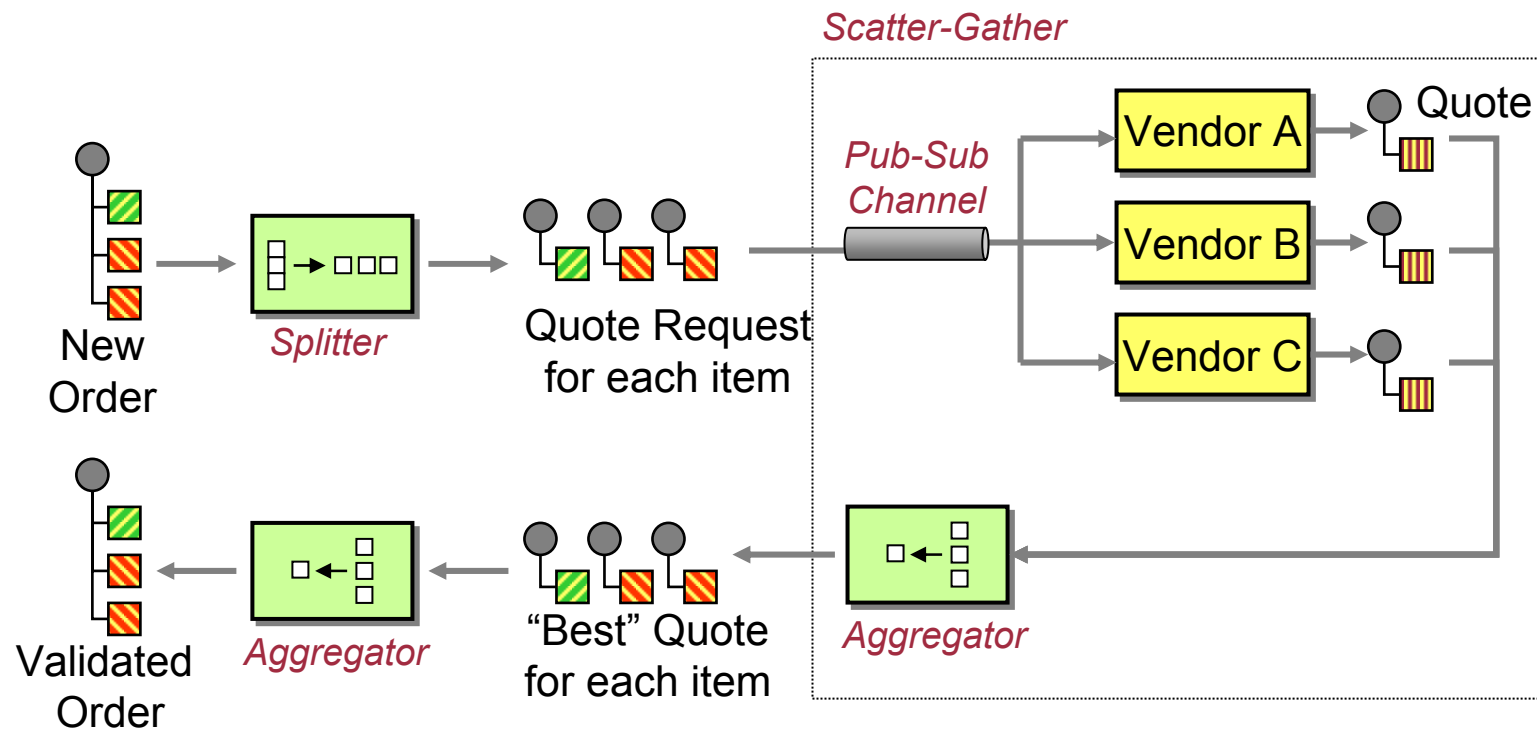 Scatter-Gather
Quote
Vendor A
Pub-Sub
Channel
Vendor B
Vendor C
New
Order
Splitter
Quote Request
for each item
Validated
Order
Aggregator
“Best” Quote
for each item
Aggregator